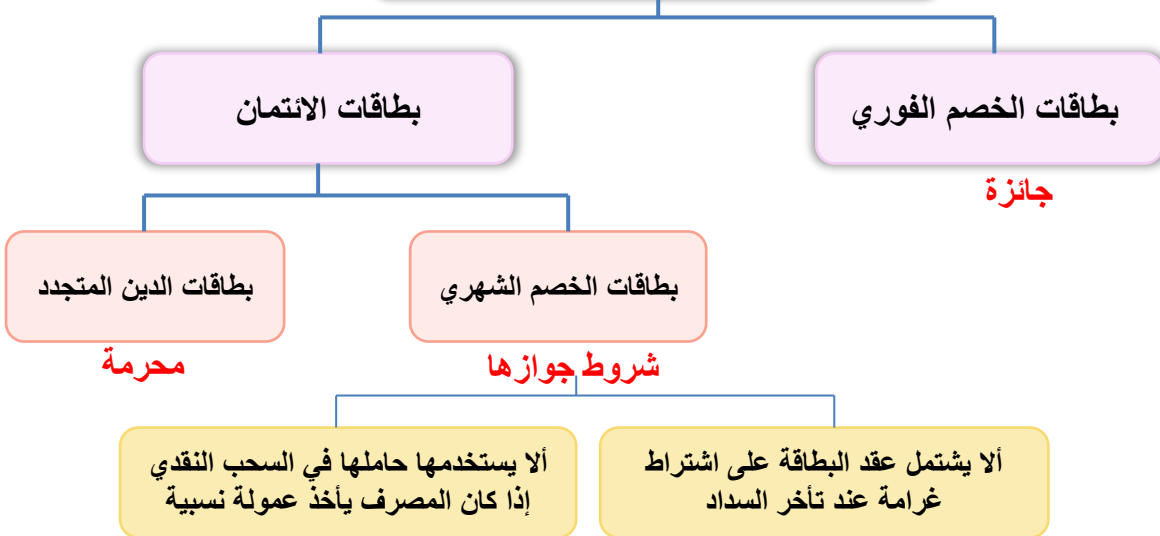 بطاقات الخصم الفوري
بطاقات الائتمان
جائزة
بطاقات الخصم الشهري
بطاقات الدين المتجدد
شروط جوازها
محرمة
ألا يشتمل عقد البطاقة على اشتراط
غرامة عند تأخر السداد
ألا يستخدمها حاملها في السحب النقدي
إذا كان المصرف يأخذ عمولة نسبية